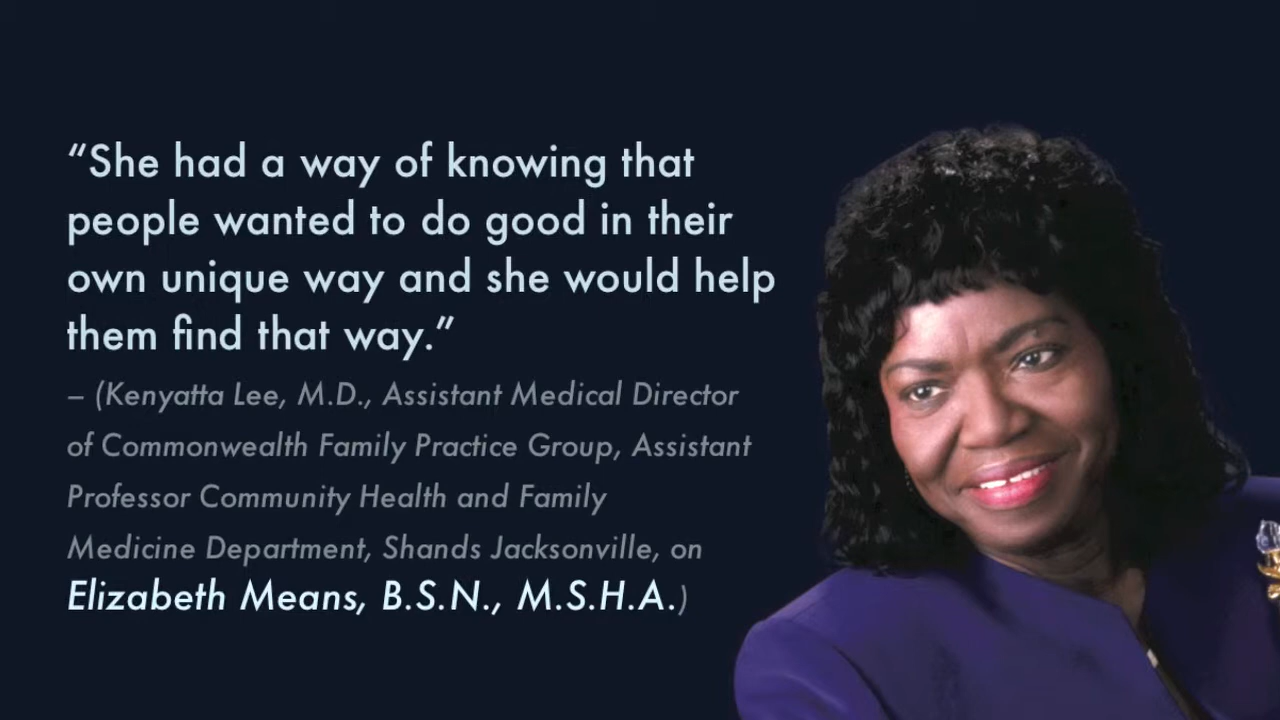 “She had a way of knowing that
people wanted to do good in their
own unique way and she would help
them find that way.”
– (Kenyatta Lee, M.D., Assistant Medical Director
of Commonwealth Family Practice Group, Assistant
Professor Community Health and Family
Medicine Department, Shands Jacksonville, on
Elizabeth Means, B.S.N., M.S.H.A.)